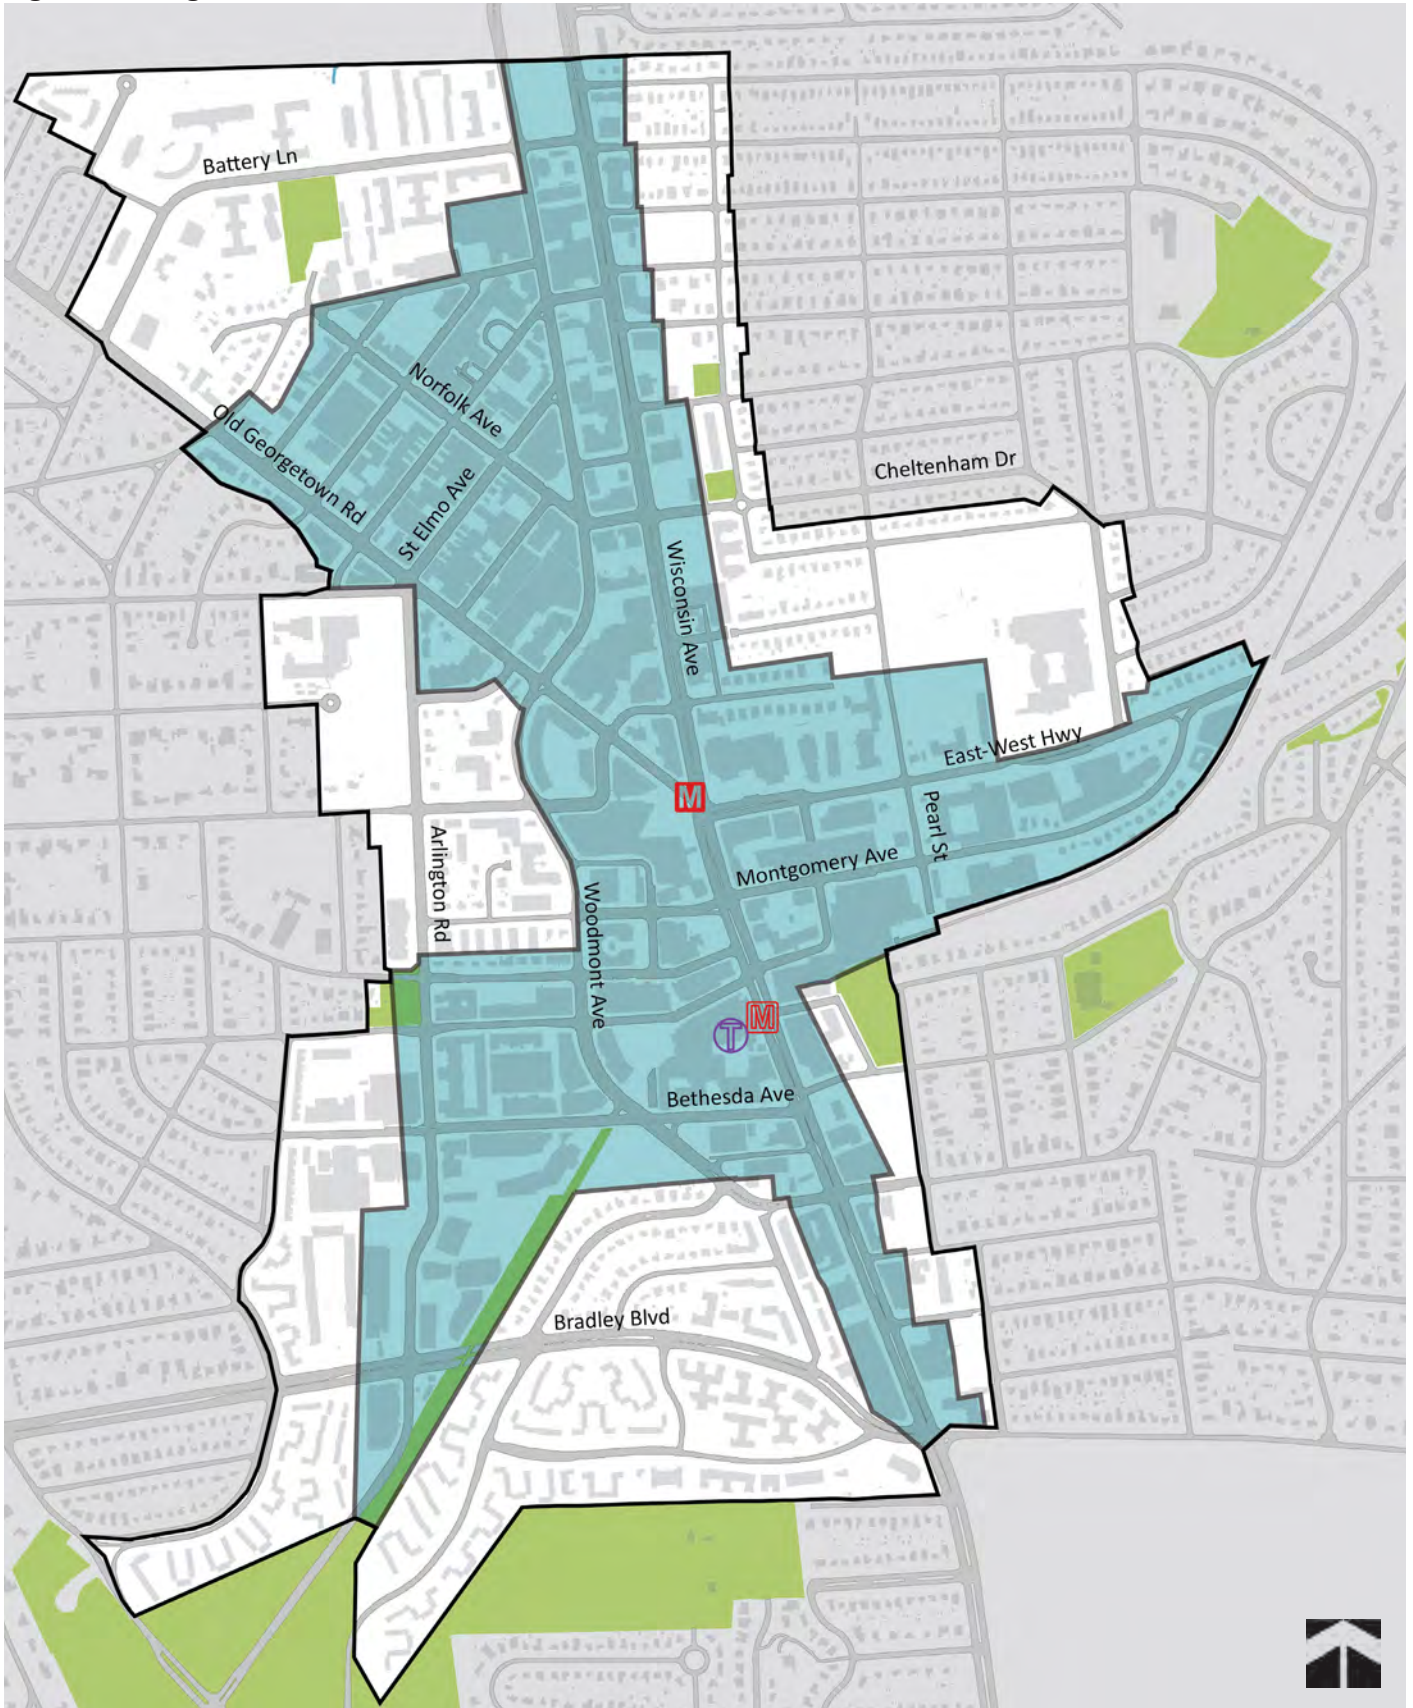 Battery Ln
Norfolk Ave
Old Georgetown Rd
St Elmo Ave
Cheltenham Dr
Wisconsin Ave
East-West Hwy
M
Pearl St
Arlington Rd
Montgomery Ave
Woodmont Ave
M
T
Bethesda Ave
Bradley Blvd